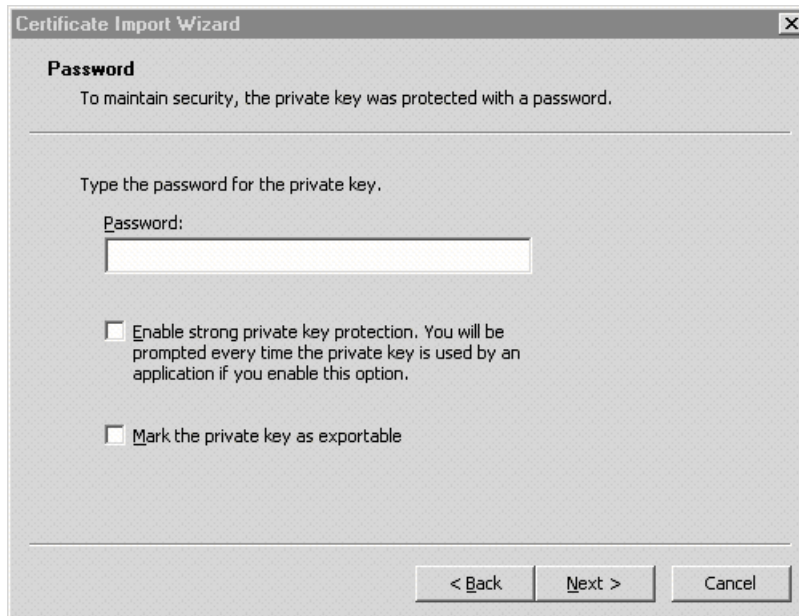 Certificate Import Wizard
Password
To maintain security, the private key was protected with a password.
Type the password for the private key.
Password:
Enable strong private key protection. You will be
prompted every time the private key is used by an
application if you enable this option.
Mark the private key as exportable
< Back
Next >
Cancel